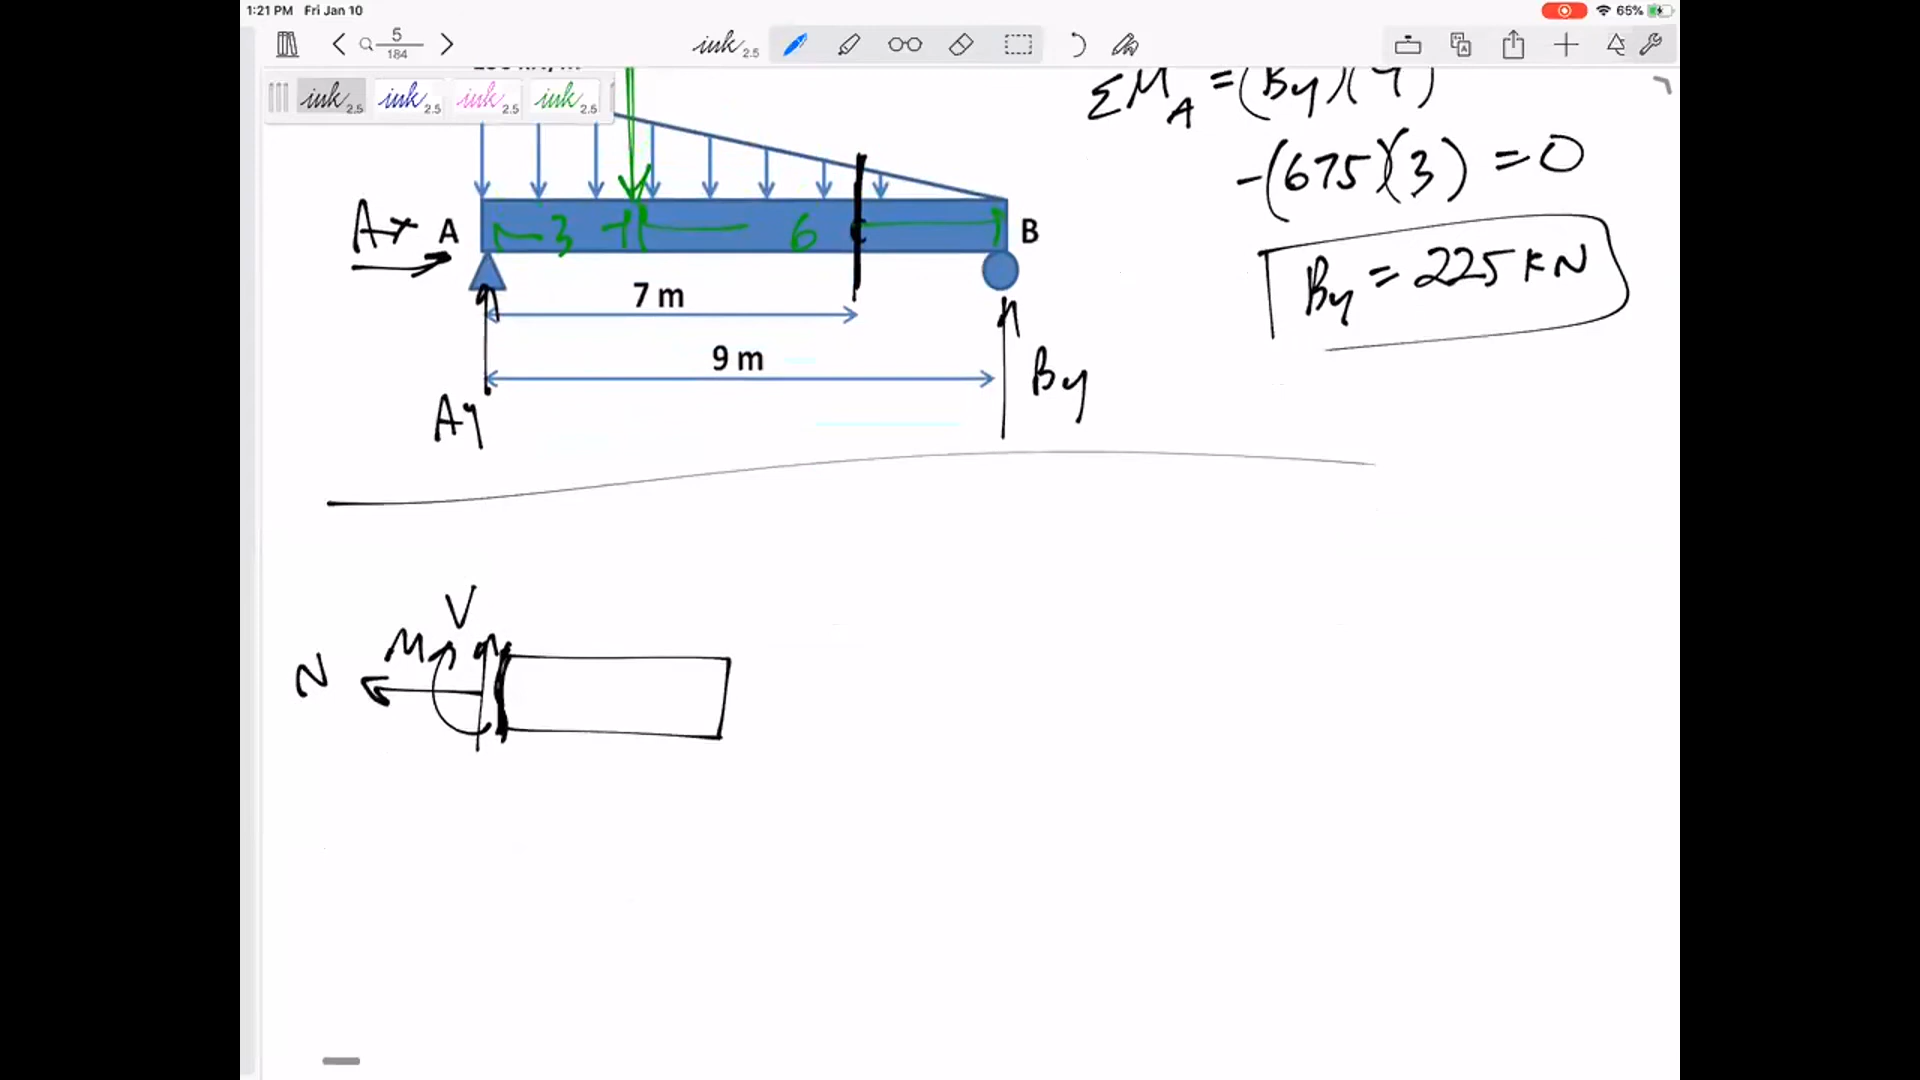 1:21 PM Fri Jan 10
65%
5
184
ink 2.5
ink 2.5
ink 2.5
ink 2.5
ink 2.5
ΣM_A = (By)(9)
-(675)(3) = 0
By = 225 KN
Ax
A
3
6
C
B
7 m
9 m
Ay
By
V
M
N